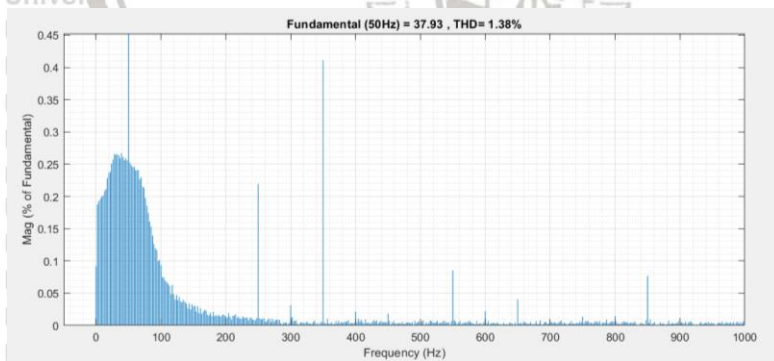 Fundamental (50Hz) = 37.93 , THD= 1.38%
0.45
0.4
0.35
0.3
0.25
0.2
0.15
0.1
0.05
0
Mag (% of Fundamental)
0 100 200 300 400 500 600 700 800 900 1000
Frequency (Hz)